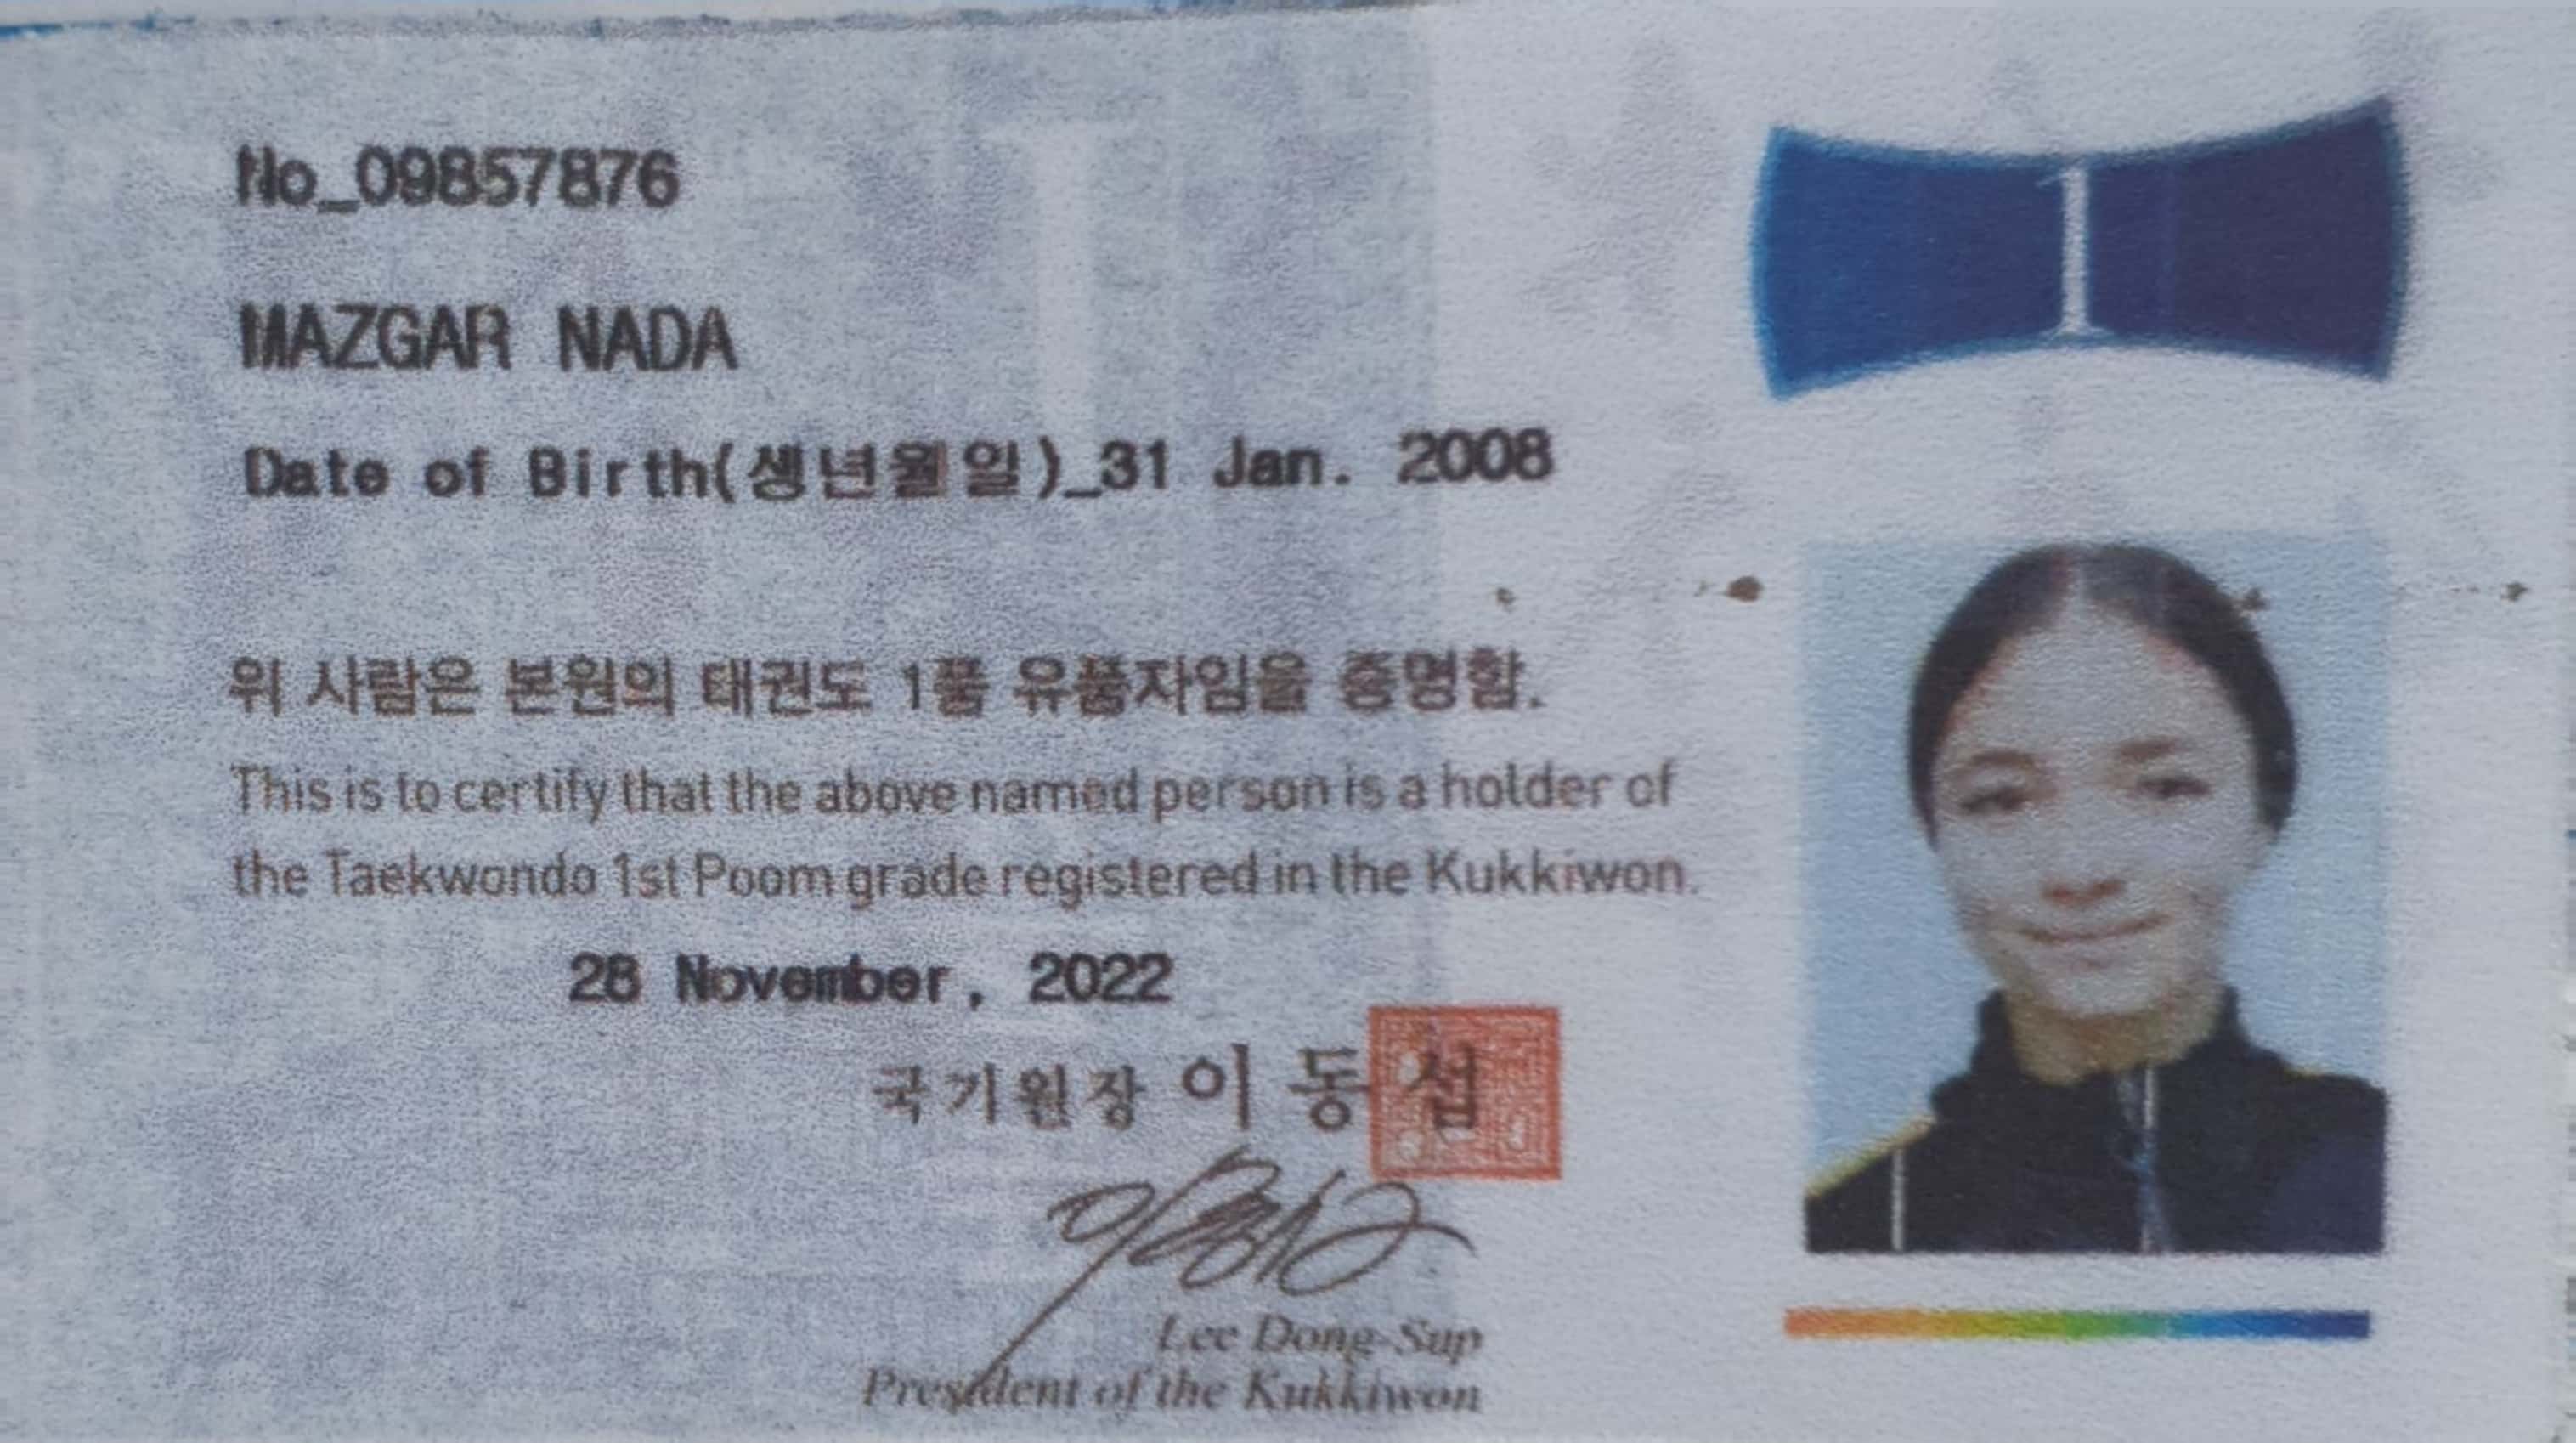 No_09857876
I
MAZGAR NADA
Date of Birth(생년월일)_31 Jan. 2008
위 사람은 본원의 태권도 1품 유품자임을 증명함.
This is to certify that the above named person is a holder of
the Taekwondo 1st Poom grade registered in the Kukkiwon.
28 November, 2022
국기원장 이동섭
Lee Dong-Sup
President of the Kukkiwon